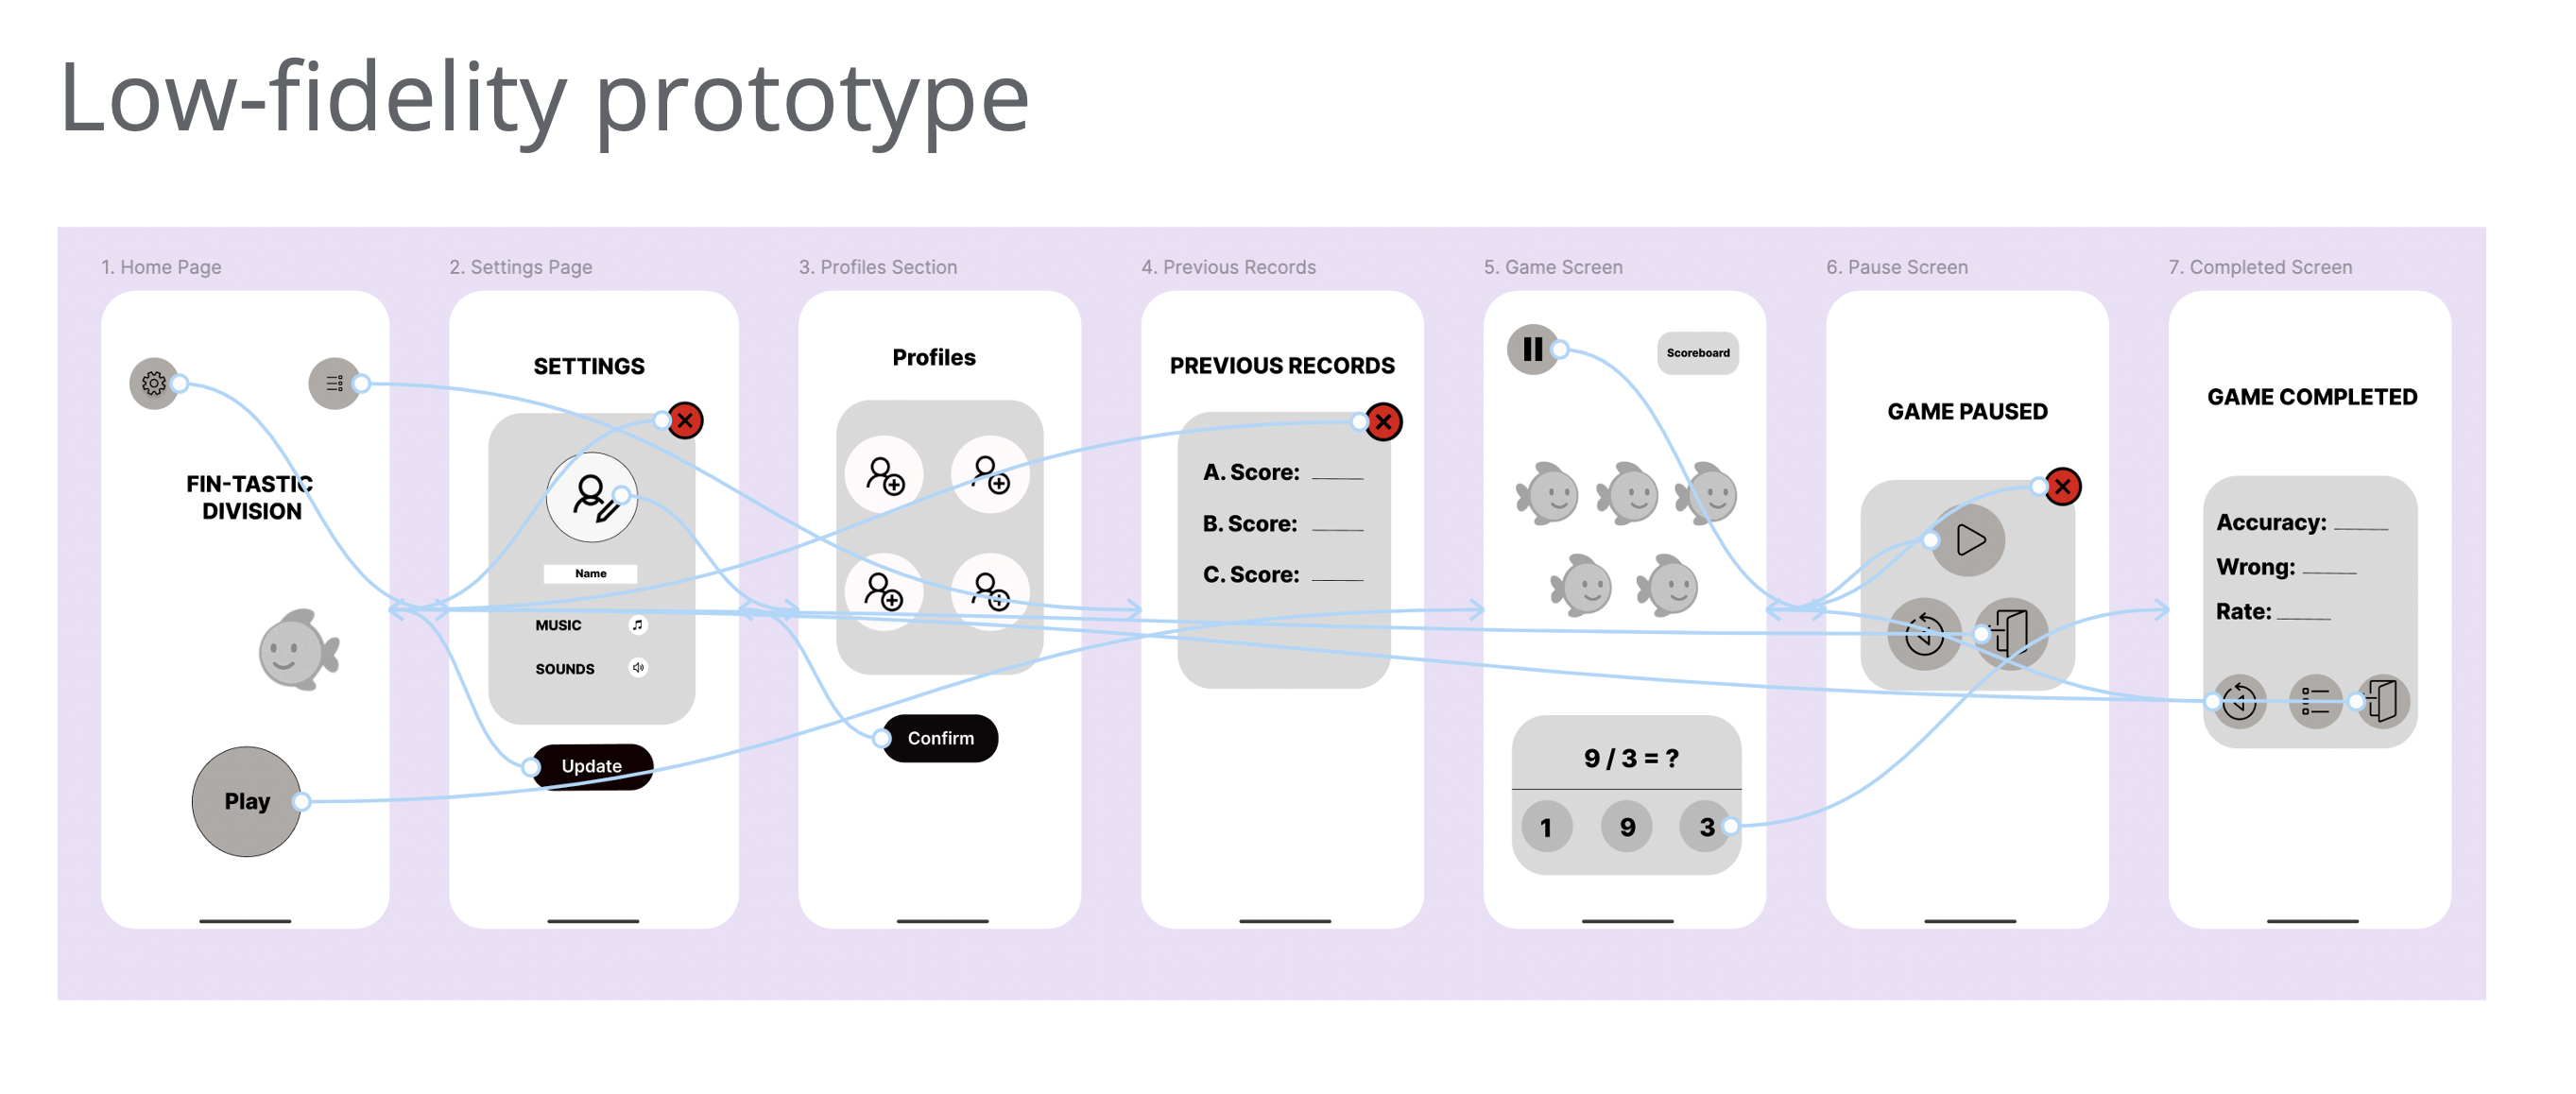 Low-fidelity prototype
1. Home Page
2. Settings Page
3. Profiles Section
4. Previous Records
5. Game Screen
6. Pause Screen
7. Completed Screen
FIN-TASTIC
DIVISION
Play
SETTINGS
Name
MUSIC
SOUNDS
Update
Profiles
Confirm
PREVIOUS RECORDS
A. Score: ____
B. Score: ____
C. Score: ____
Scoreboard
9 / 3 = ?
1 9 3
GAME PAUSED
GAME COMPLETED
Accuracy: ____
Wrong: ____
Rate: ____